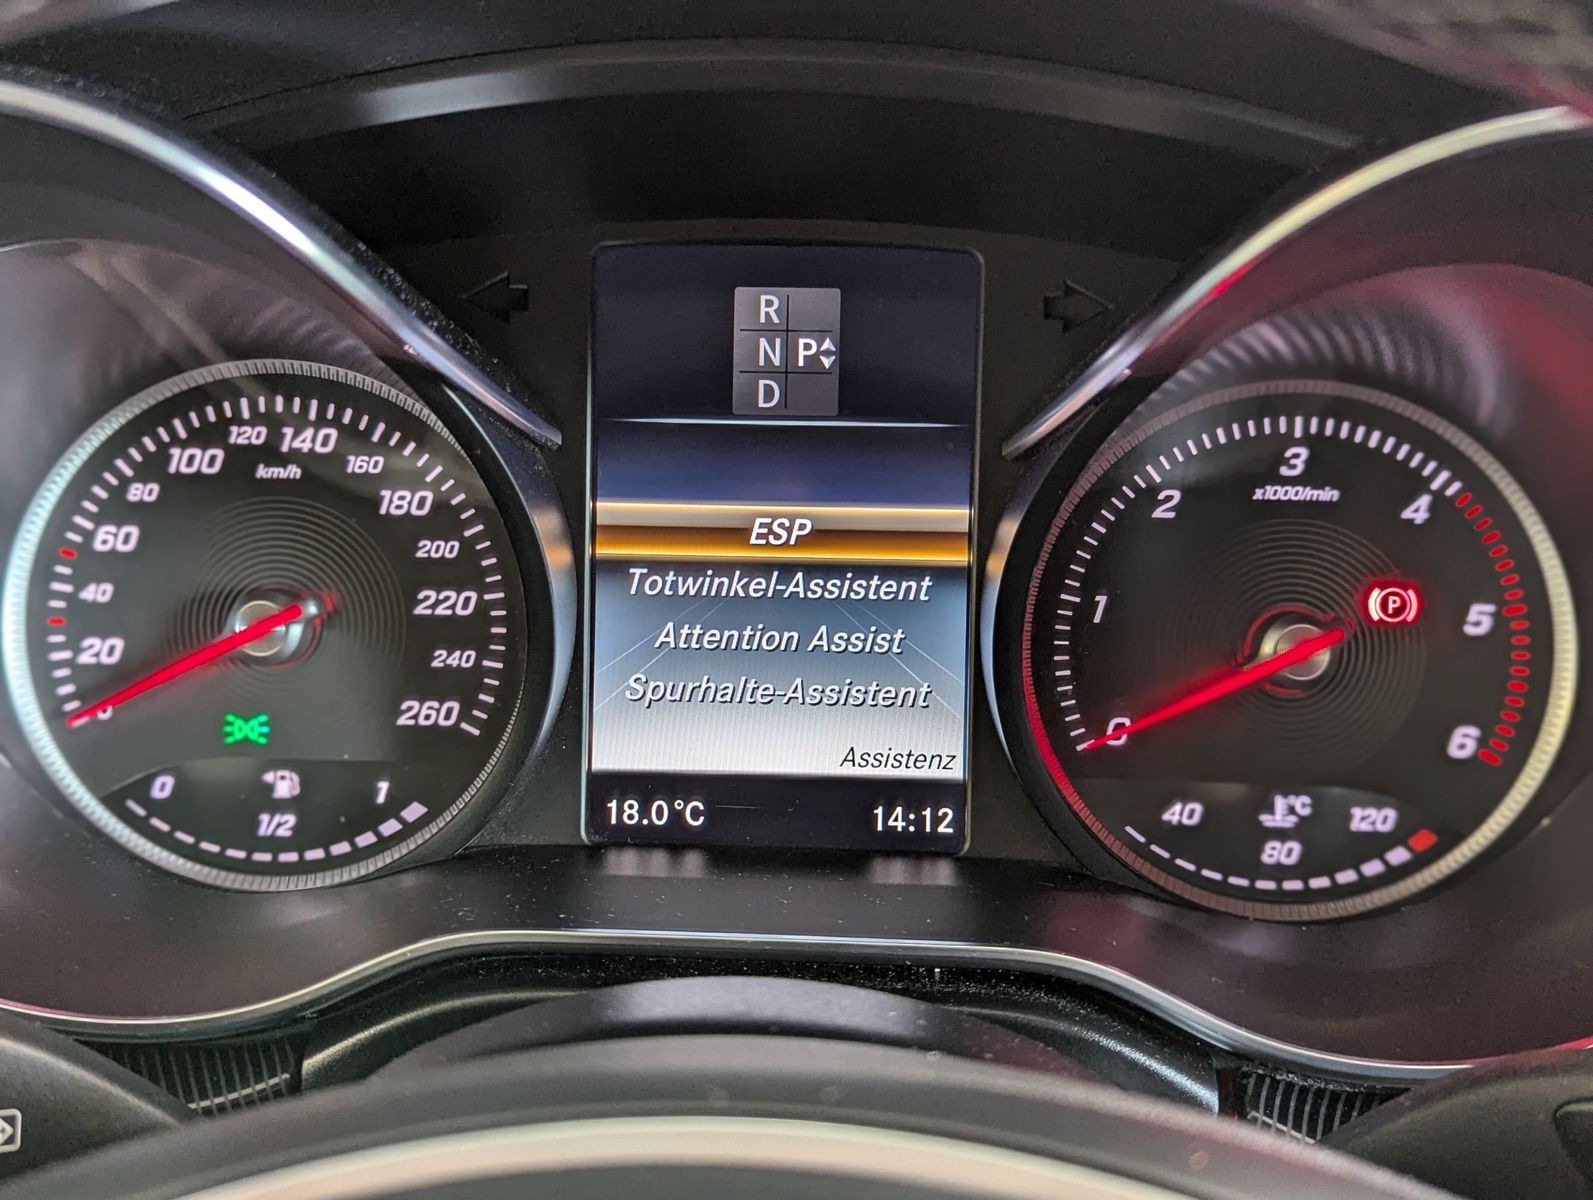 R
N P
D
ESP
Totwinkel-Assistent
Attention Assist
Spurhalte-Assistent
Assistenz
18.0°C 14:12
0
20
40
60
80
100
120
140
160
180
200
220
240
260
km/h
0 1/2 1
0
1
2
3
4
5
6
x1000/min
P
40 80 120
°C